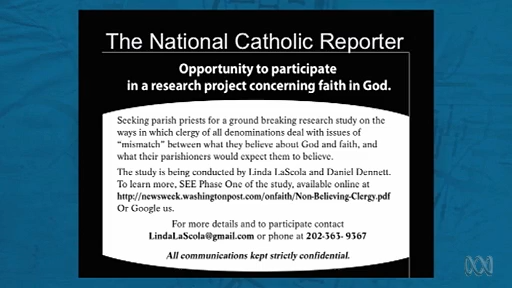 The National Catholic Reporter
Opportunity to participate
in a research project concerning faith in God.
Seeking parish priests for a ground breaking research study on the
ways in which clergy of all denominations deal with issues of
“mismatch” between what they believe about God and faith, and
what their parishioners would expect them to believe.
The study is being conducted by Linda LaScola and Daniel Dennett.
To learn more, SEE Phase One of the study, available online at
http://newsweek.washingtonpost.com/onfaith/Non-Believing-Clergy.pdf
Or Google us.
For more details and to participate contact
LindaLaScola@gmail.com or phone at 202-363- 9367
All communications kept strictly confidential.